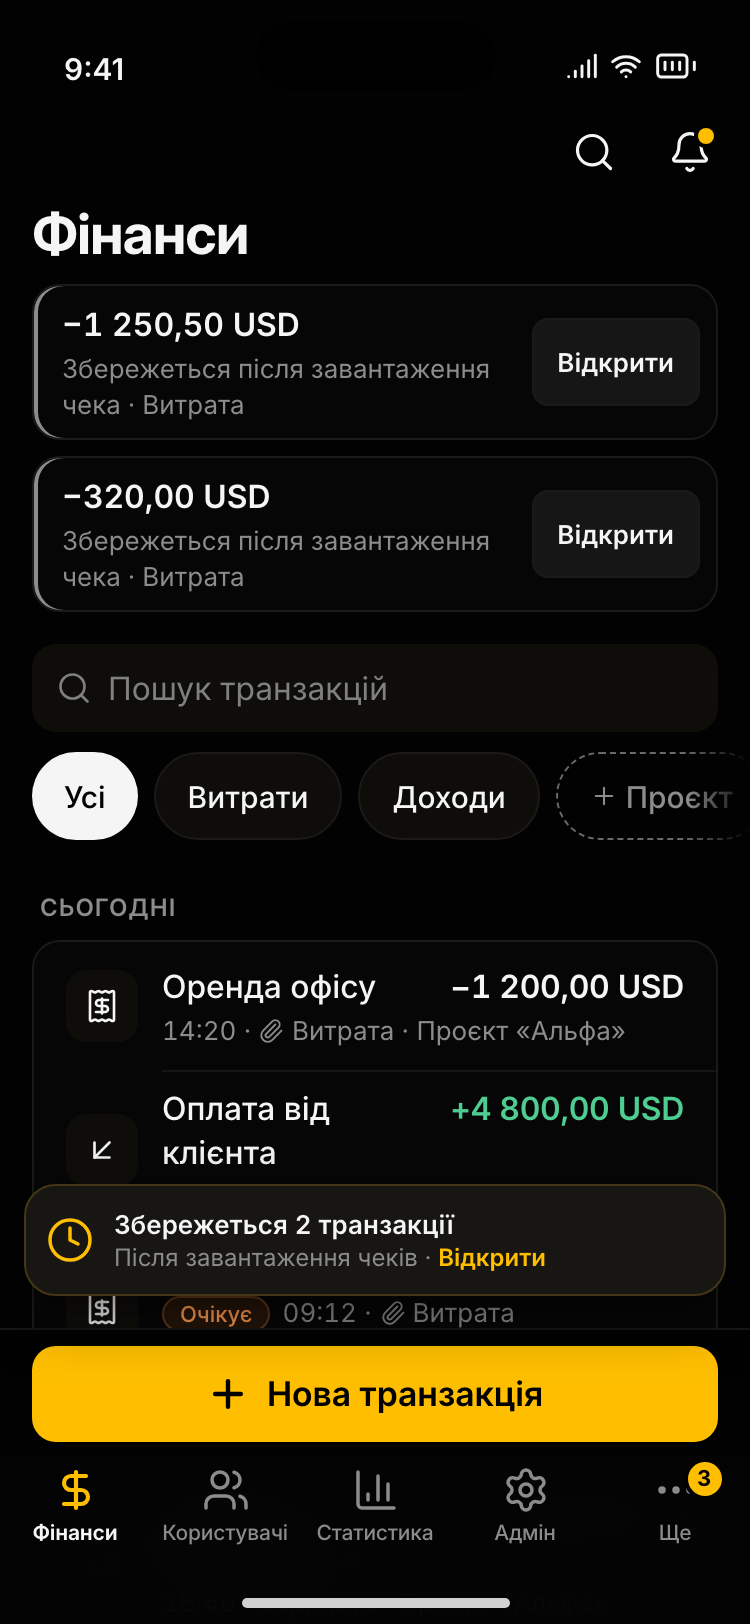 9:41
Фінанси
−1 250,50 USD
Збережеться після завантаження
чека · Витрата
Відкрити
−320,00 USD
Збережеться після завантаження
чека · Витрата
Відкрити
Пошук транзакцій
Усі
Витрати
Доходи
+ Проєкт
СЬОГОДНІ
Оренда офісу
−1 200,00 USD
14:20 · Витрата · Проєкт «Альфа»
Оплата від
клієнта
+4 800,00 USD
Збережеться 2 транзакції
Після завантаження чеків · Відкрити
Очікує 09:12 · Витрата
+ Нова транзакція
Фінанси
Користувачі
Статистика
Адмін
3
Ще